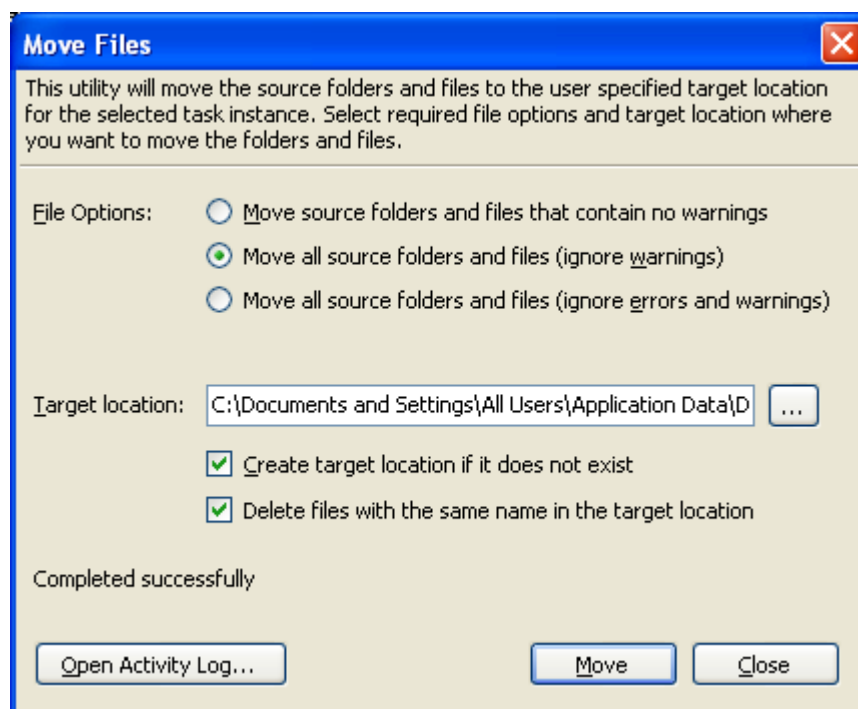 Move Files
This utility will move the source folders and files to the user specified target location
for the selected task instance. Select required file options and target location where
you want to move the folders and files.
File Options:
Move source folders and files that contain no warnings
Move all source folders and files (ignore warnings)
Move all source folders and files (ignore errors and warnings)
Target location: C:\Documents and Settings\All Users\Application Data\D ...
Create target location if it does not exist
Delete files with the same name in the target location
Completed successfully
Open Activity Log... Move Close